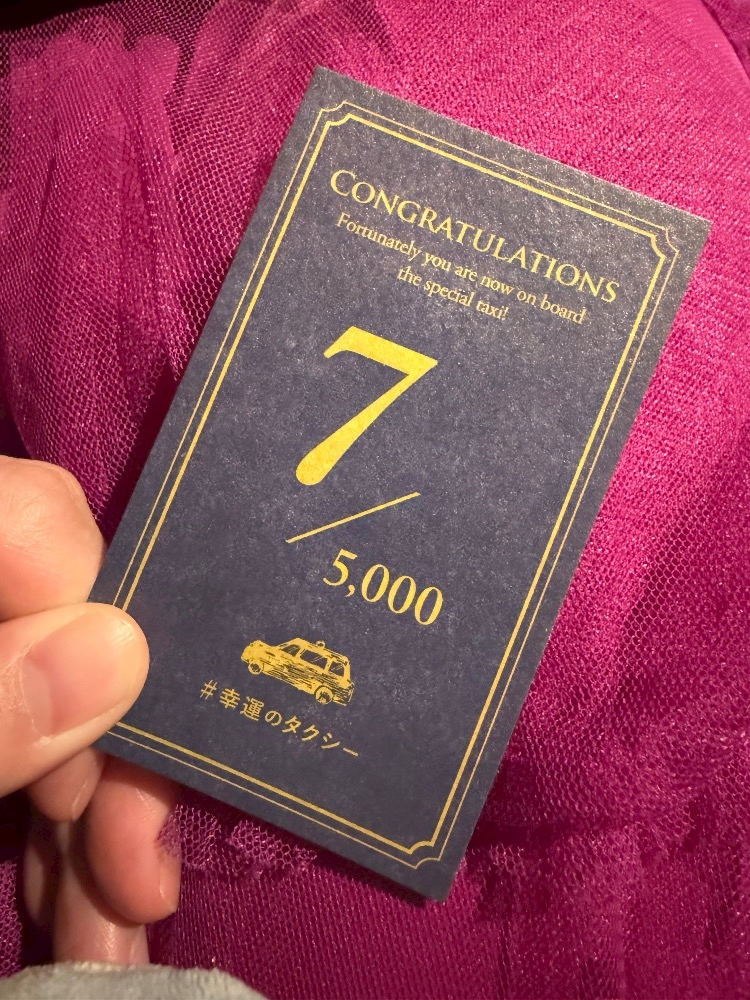 CONGRATULATIONS
Fortunately you are now on board
the special taxi!
7/
5,000
#幸運のタクシー